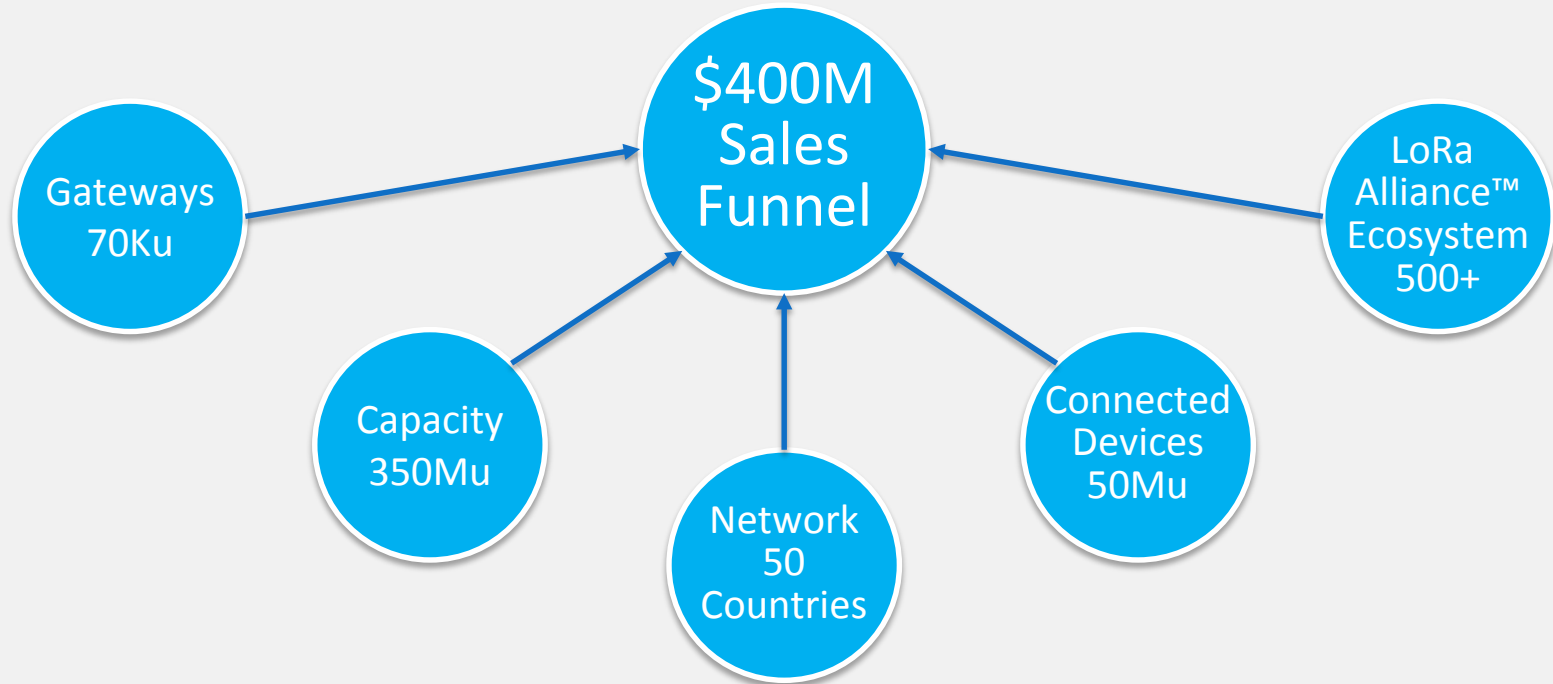 $400M
Sales
Funnel
Gateways
70Ku
LoRa
Alliance™
Ecosystem
500+
Capacity
350Mu
Connected
Devices
50Mu
Network
50
Countries